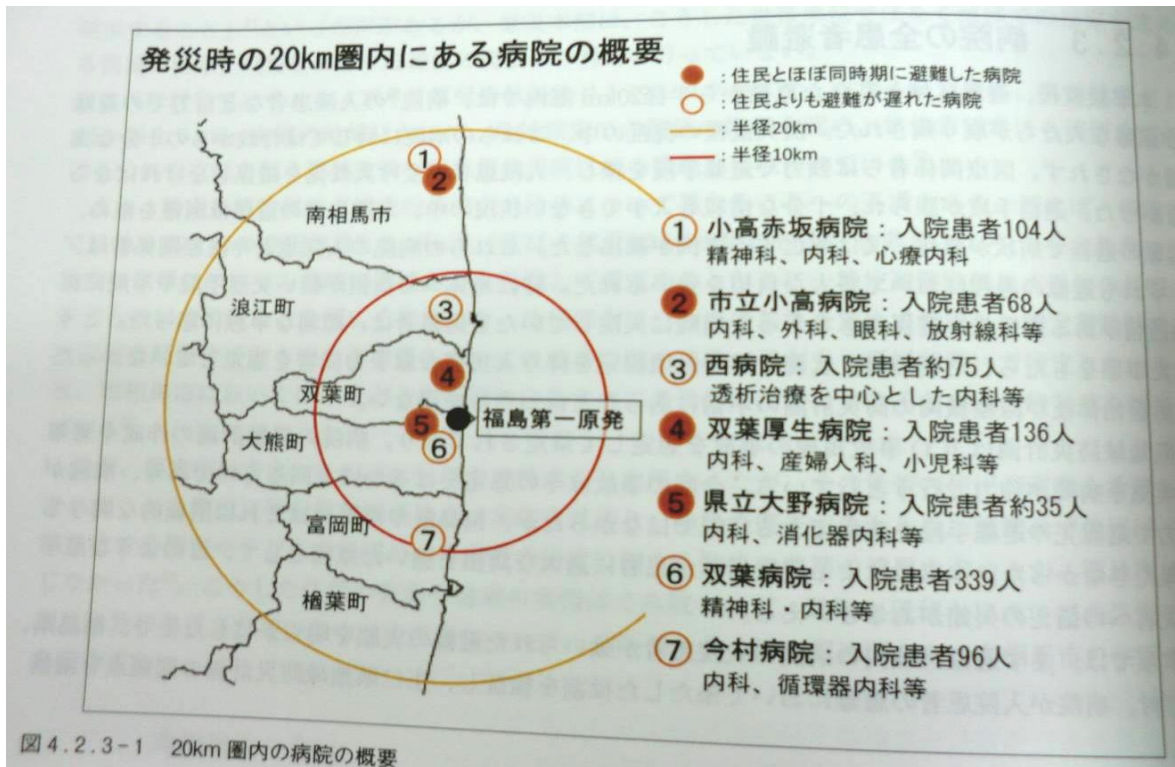 発災時の20km圏内にある病院の概要
：住民とほぼ同時期に避難した病院
：住民よりも避難が遅れた病院
：半径20km
：半径10km
南相馬市
浪江町
双葉町
大熊町
富岡町
楢葉町
福島第一原発
1
2
3
4
5
6
7
① 小高赤坂病院：入院患者104人
精神科、内科、心療内科
② 市立小高病院：入院患者68人
内科、外科、眼科、放射線科等
③ 西病院：入院患者約75人
透析治療を中心とした内科等
④ 双葉厚生病院：入院患者136人
内科、産婦人科、小児科等
⑤ 県立大野病院：入院患者約35人
内科、消化器内科等
⑥ 双葉病院：入院患者339人
精神科、内科等
⑦ 今村病院：入院患者96人
内科、循環器内科等
図4.2.3-1 20km圏内の病院の概要